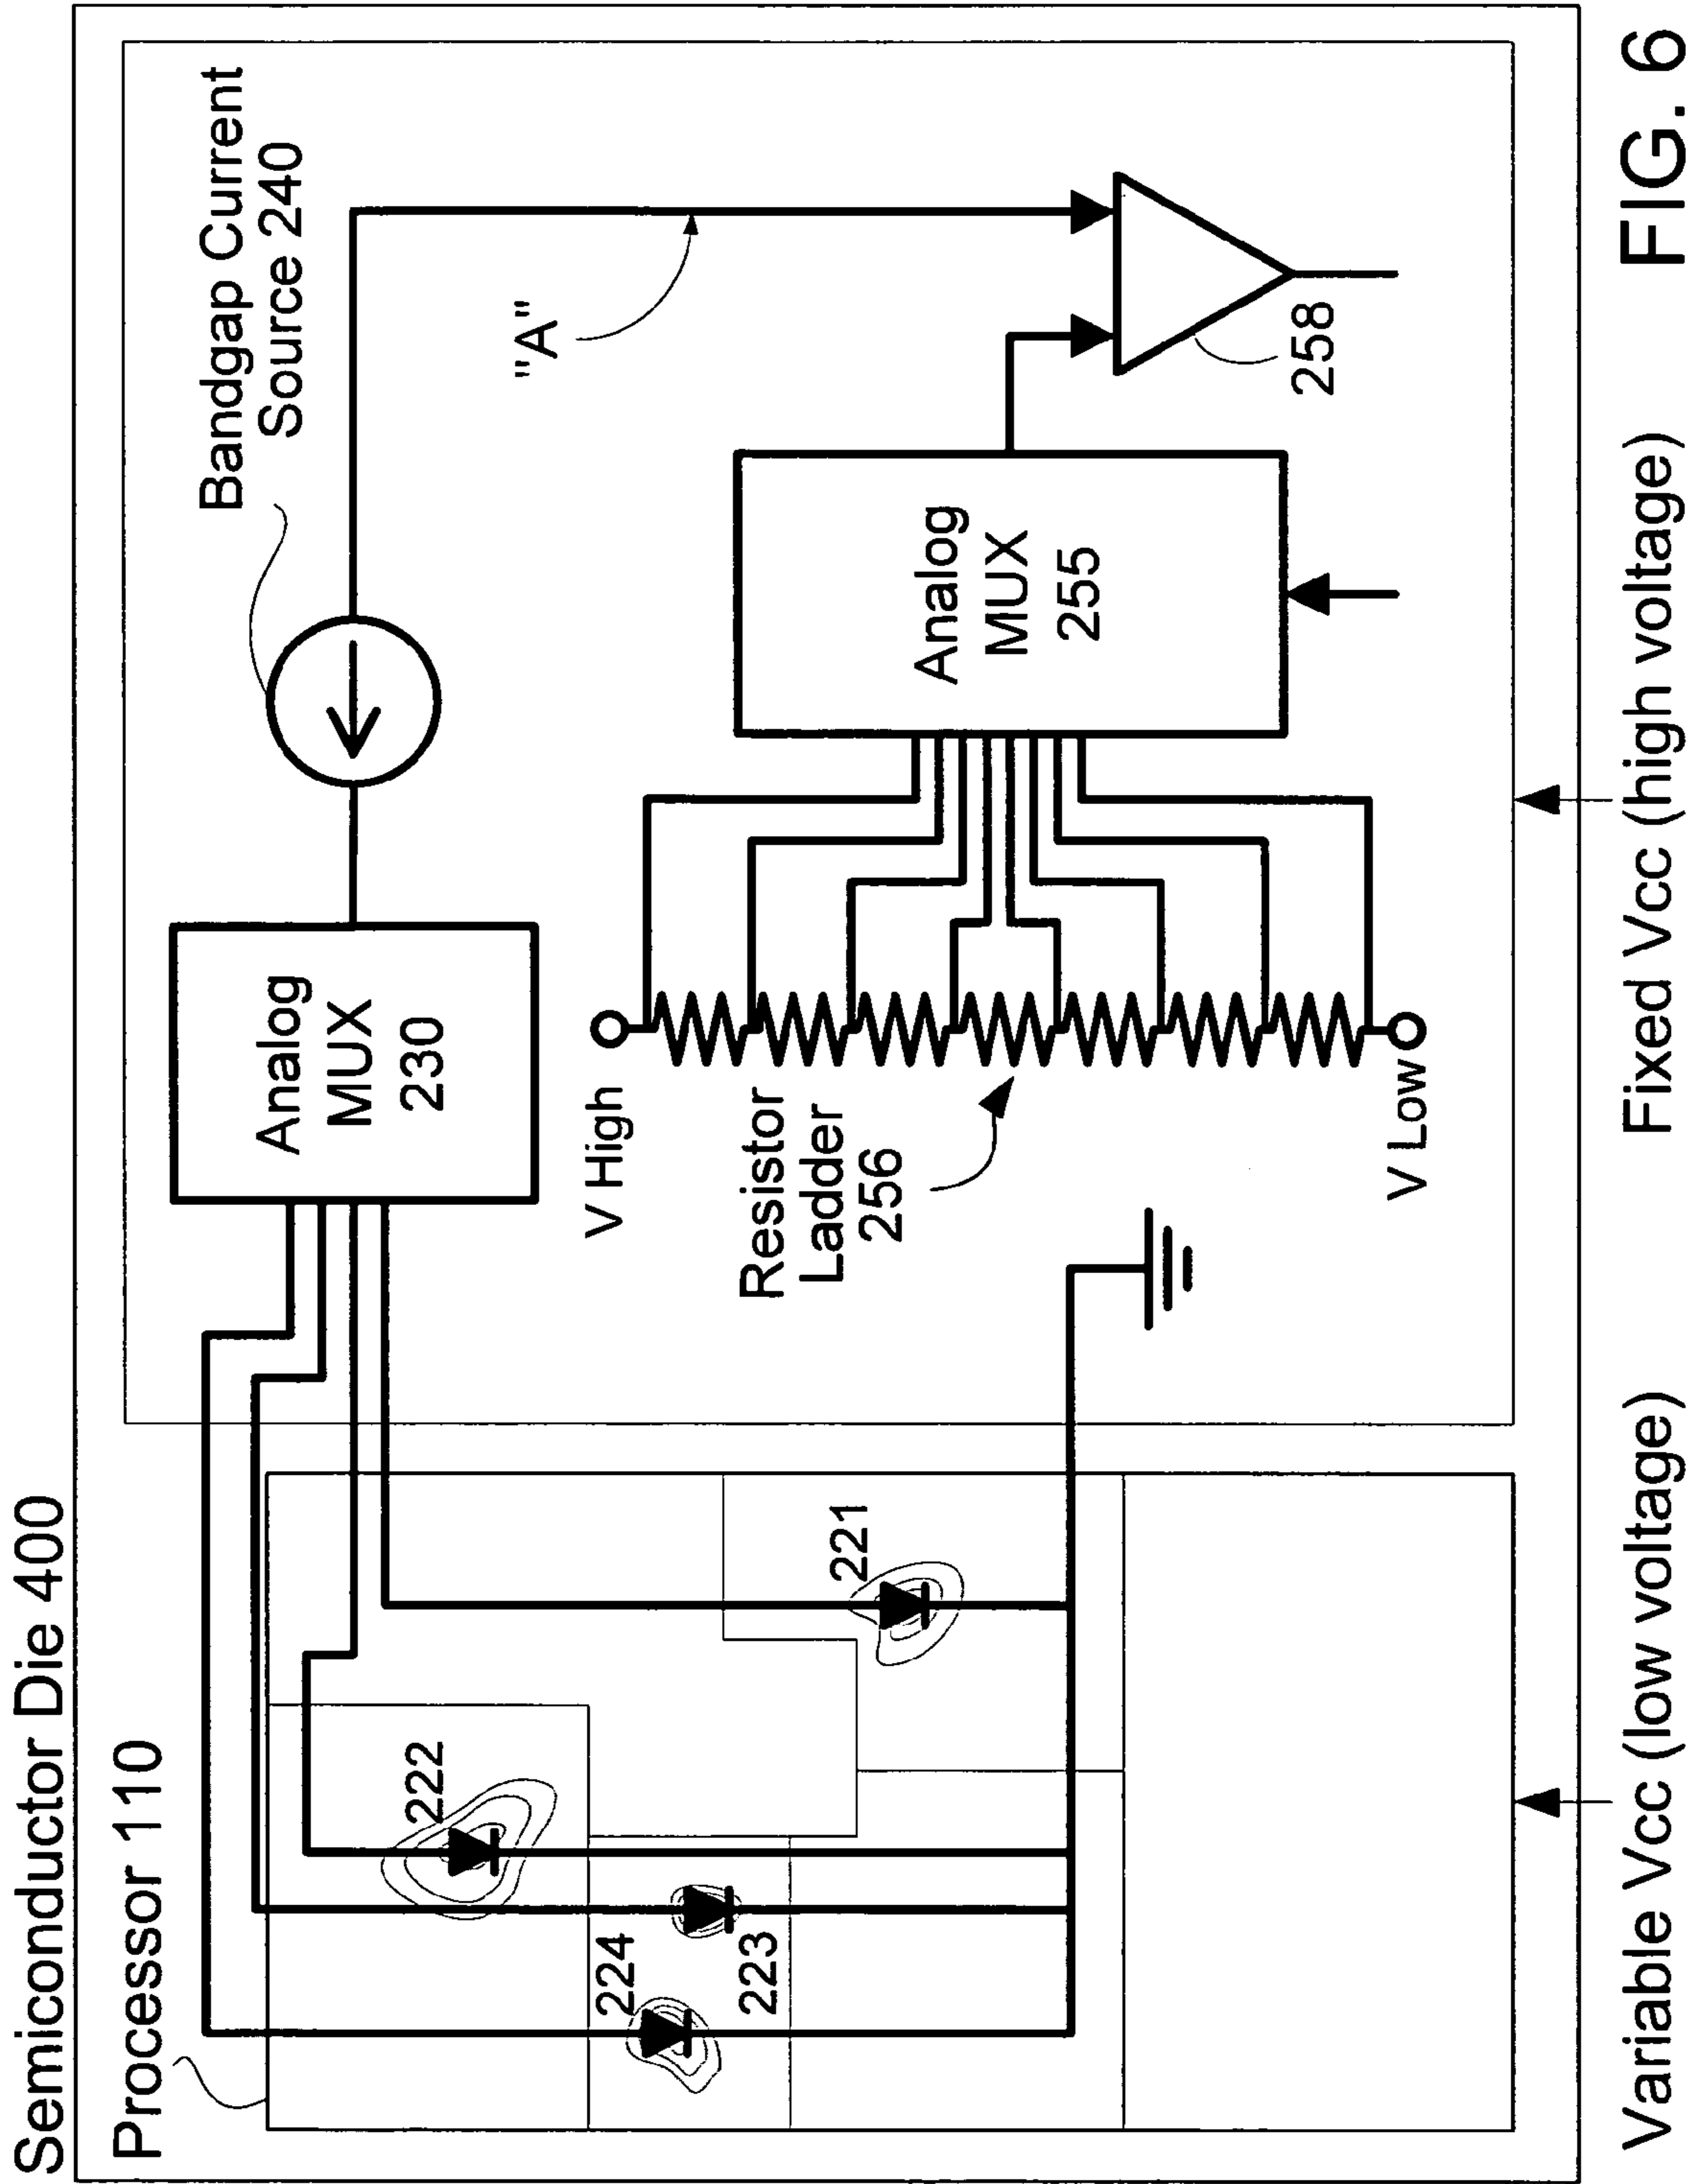 Semiconductor Die 400
Processor 110
Bandgap Current
Source 240
Analog
MUX
230
"A"
222
224
223
221
V High
Resistor
Ladder
256
V Low
Analog
MUX
255
258
Variable Vcc (low voltage)
Fixed Vcc (high voltage)
FIG. 6